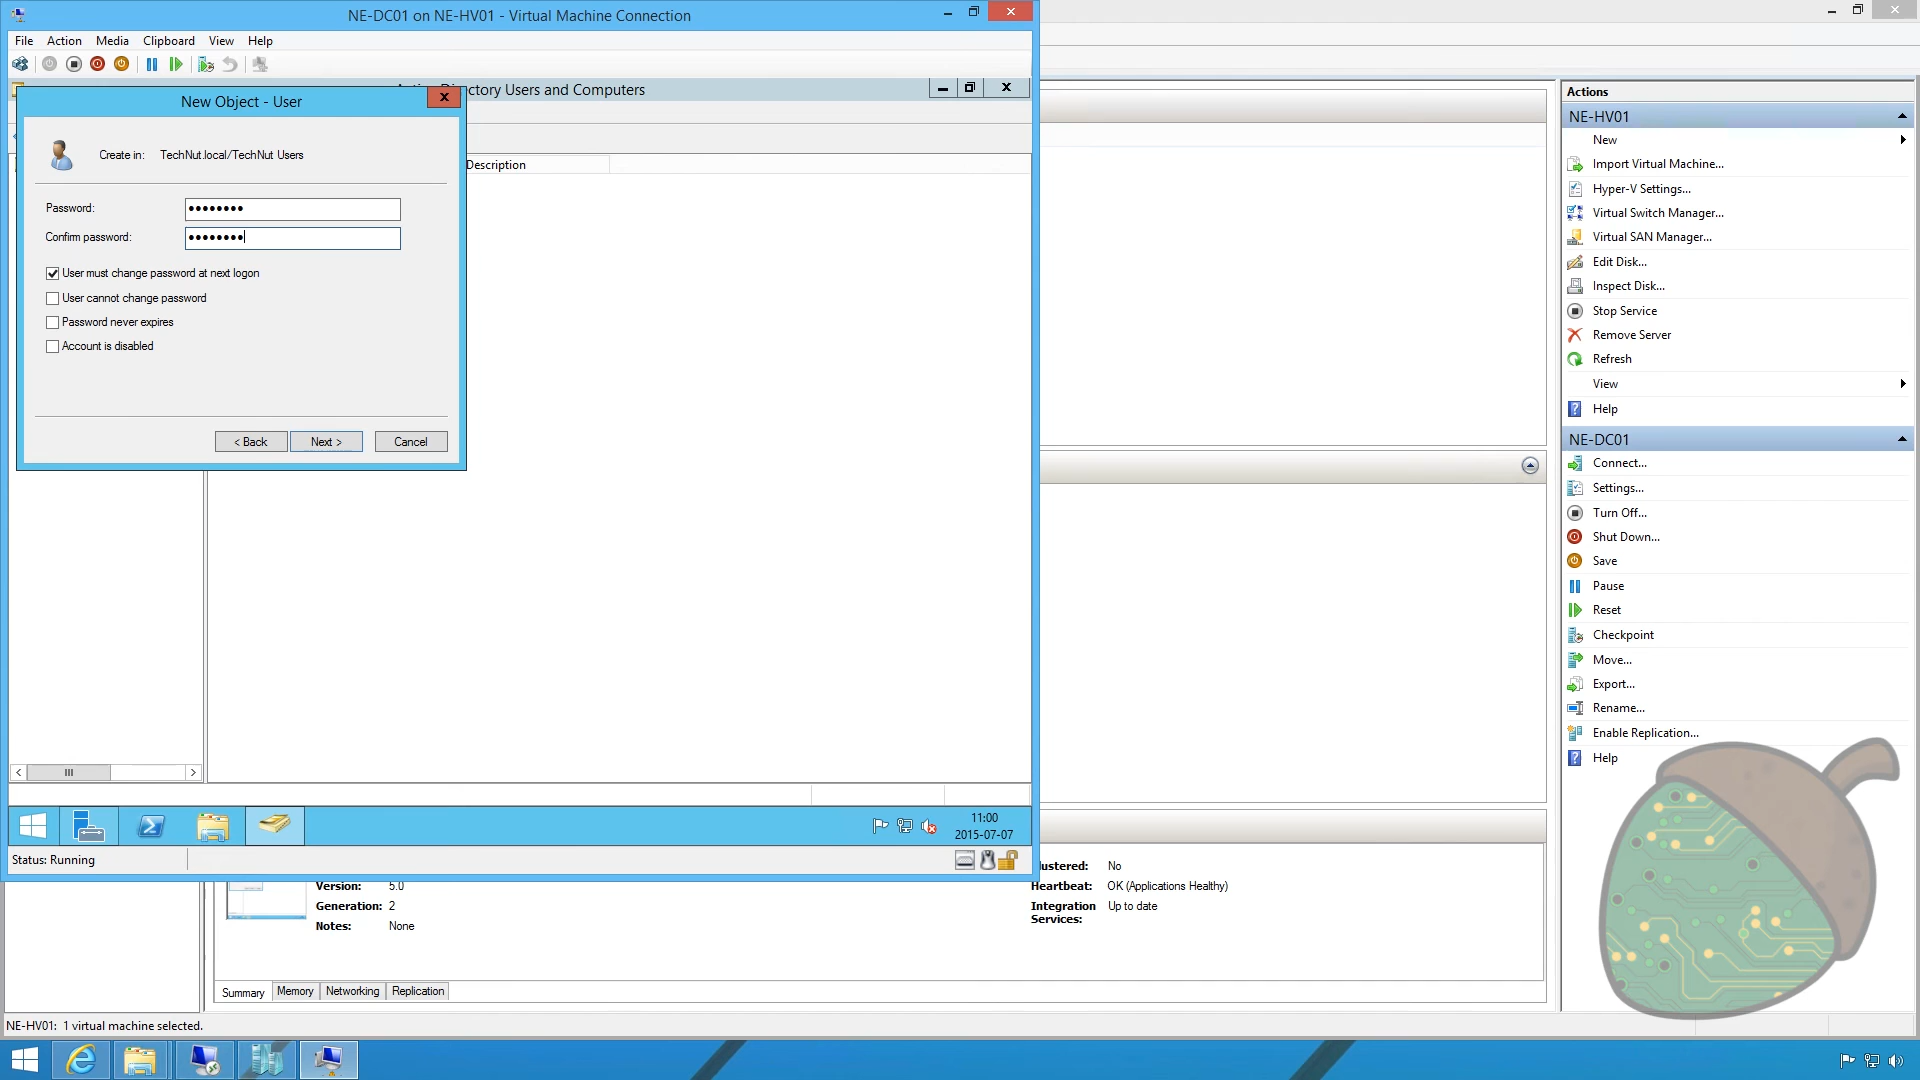 NE-DC01 on NE-HV01 - Virtual Machine Connection
File Action Media Clipboard View Help
Directory Users and Computers
New Object - User
Create in: TechNut.local/TechNut Users
Description
Password: ●●●●●●●●
Confirm password: ●●●●●●●●
User must change password at next logon
User cannot change password
Password never expires
Account is disabled
< Back
Next >
Cancel
11:00
2015-07-07
Status: Running
Version: 5.0
Generation: 2
Notes: None
Heartbeat: OK (Applications Healthy)
No
Integration Services: Up to date
Summary Memory Networking Replication
NE-HV01: 1 virtual machine selected.
Actions
NE-HV01
New
Import Virtual Machine...
Hyper-V Settings...
Virtual Switch Manager...
Virtual SAN Manager...
Edit Disk...
Inspect Disk...
Stop Service
Remove Server
Refresh
View
Help
NE-DC01
Connect...
Settings...
Turn Off...
Shut Down...
Save
Pause
Reset
Checkpoint
Move...
Export...
Rename...
Enable Replication...
Help